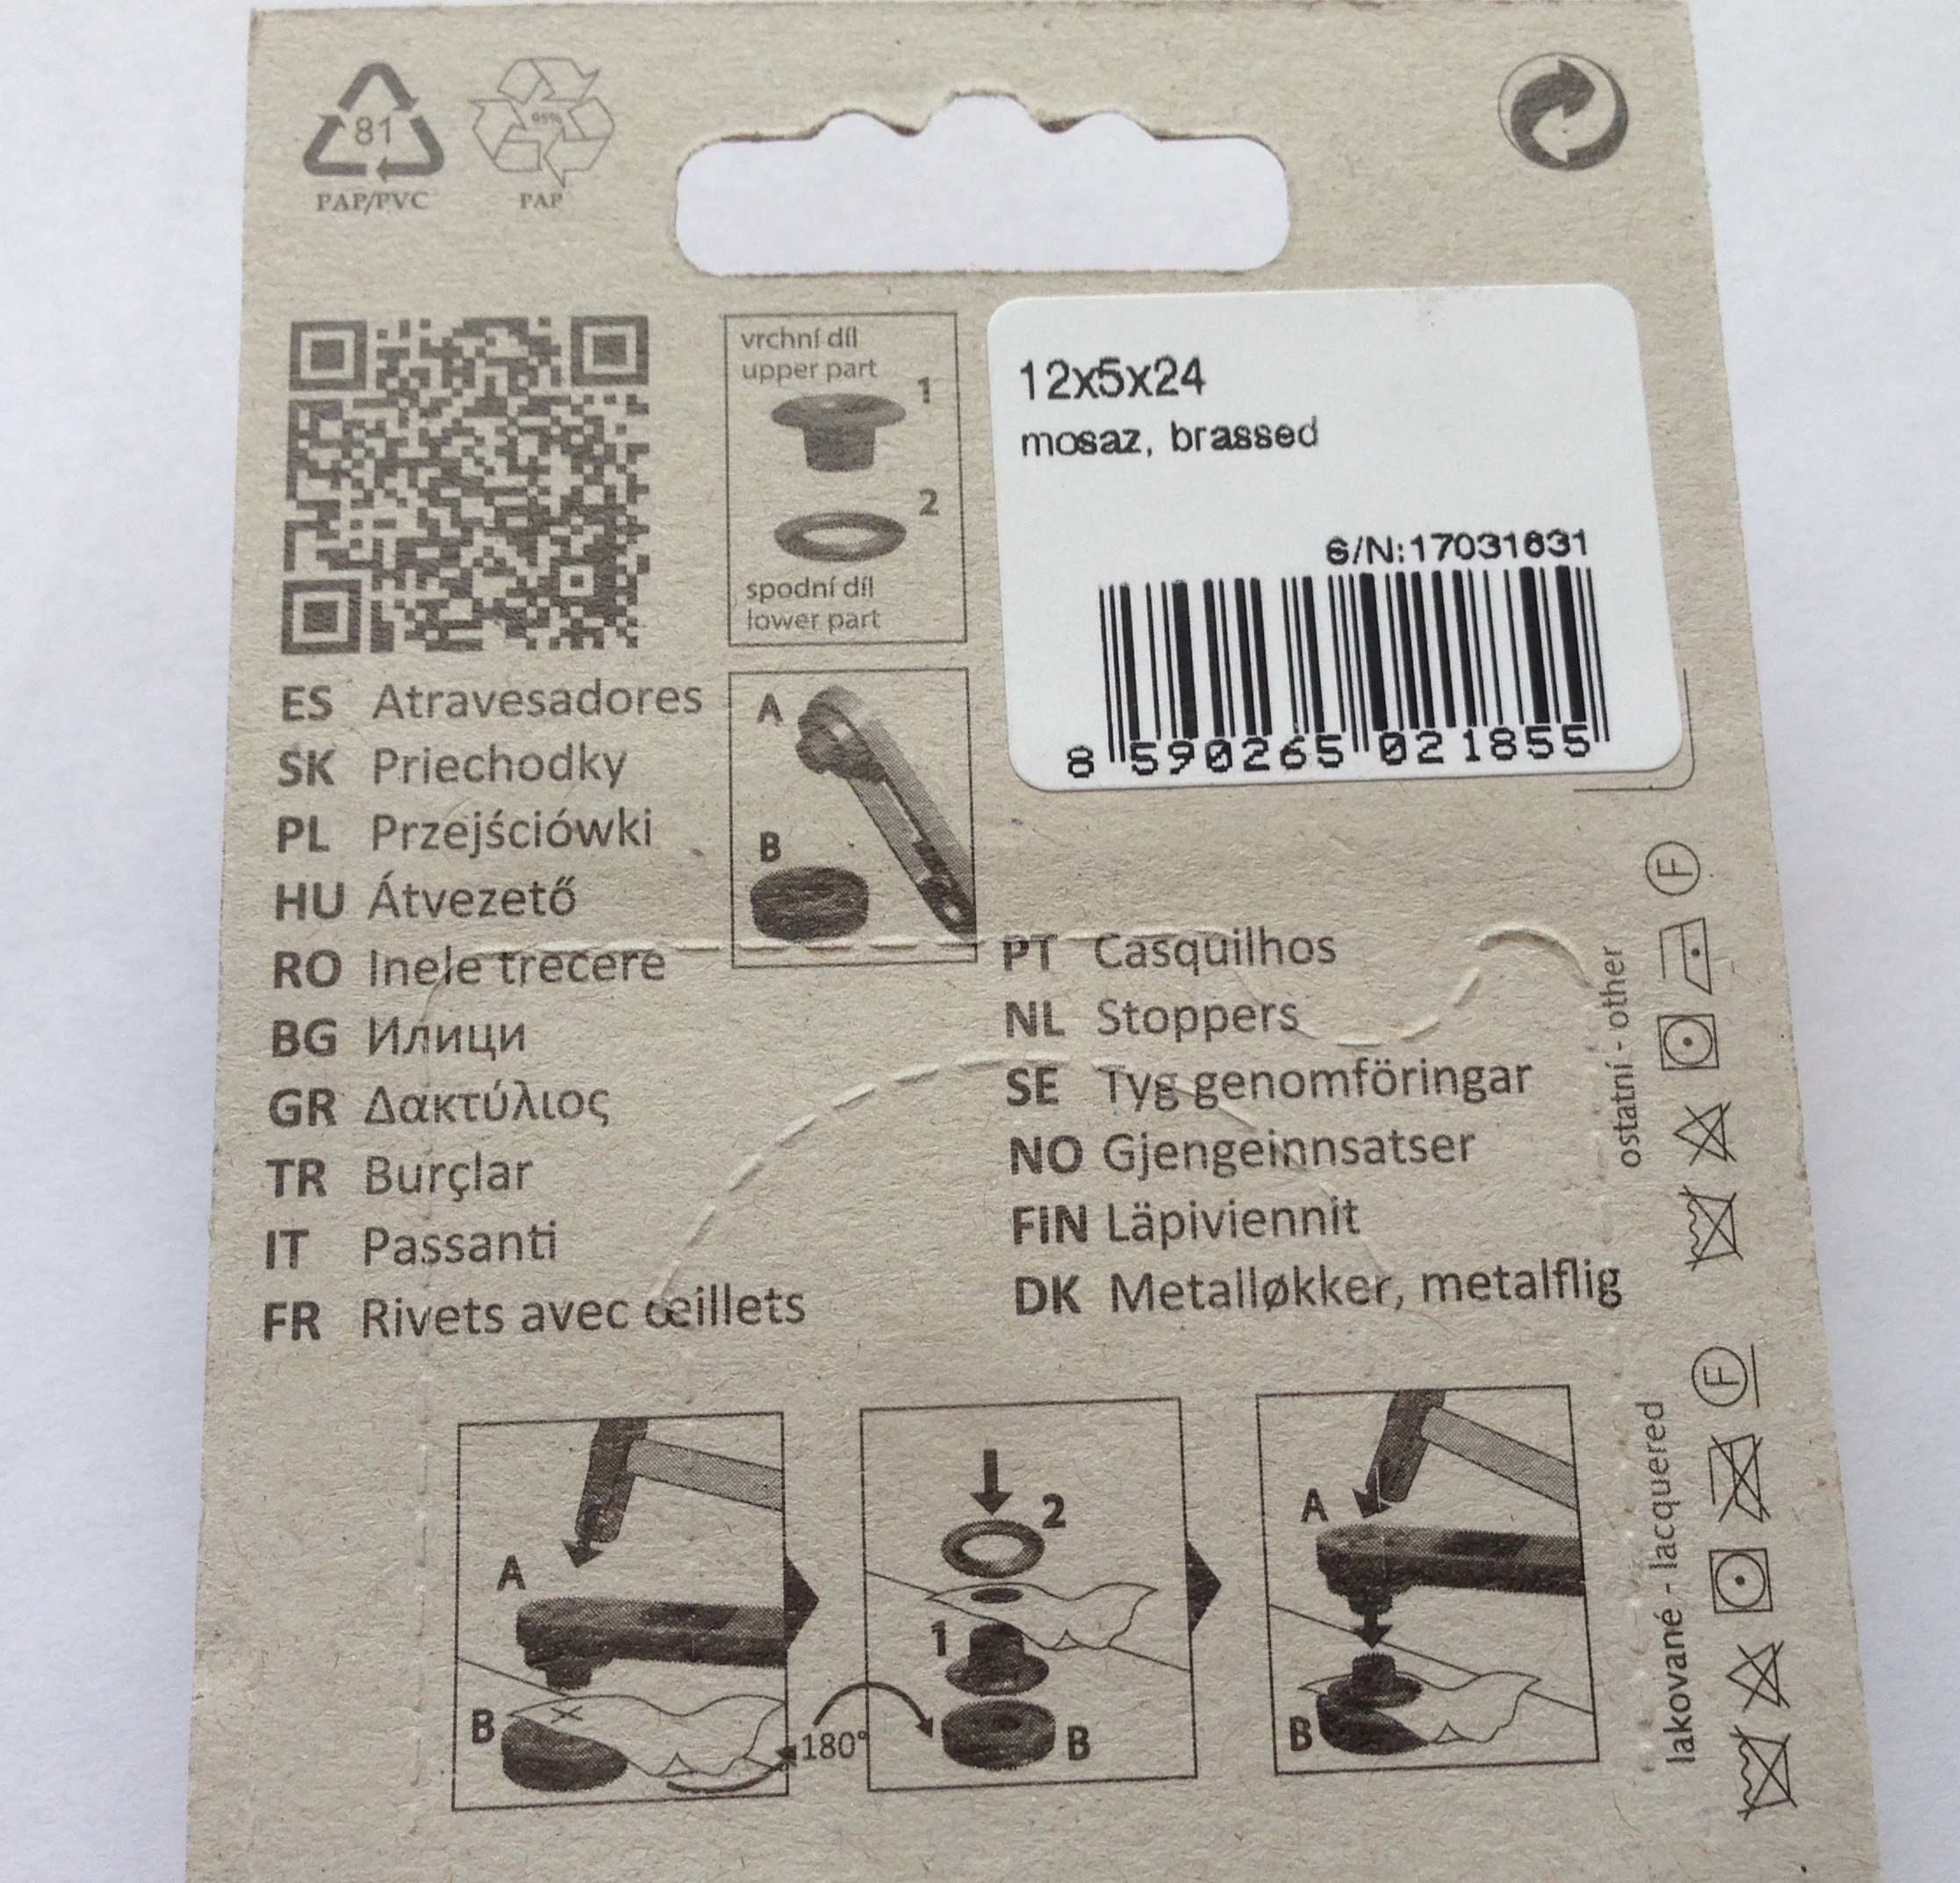 81
PAP/PVC
95%
PAP
vrchní díl
upper part
1
2
spodní díl
lower part
12x5x24
mosaz, brassed
S/N:17031631
8 590265 021855
A
B
ES Atravesadores
SK Priechodky
PL Przejściówki
HU Átvezető
RO Inele trecere
BG Илици
GR Δακτύλιος
TR Burçlar
IT Passanti
FR Rivets avec œillets
PT Casquilhos
NL Stoppers
SE Tyg genomföringar
NO Gjengeinnsatser
FIN Läpiviennit
DK Metalløkker, metalflig
ostatní - other
F
lakované - lacquered
F
A
B
180°
2
1
B
A
B